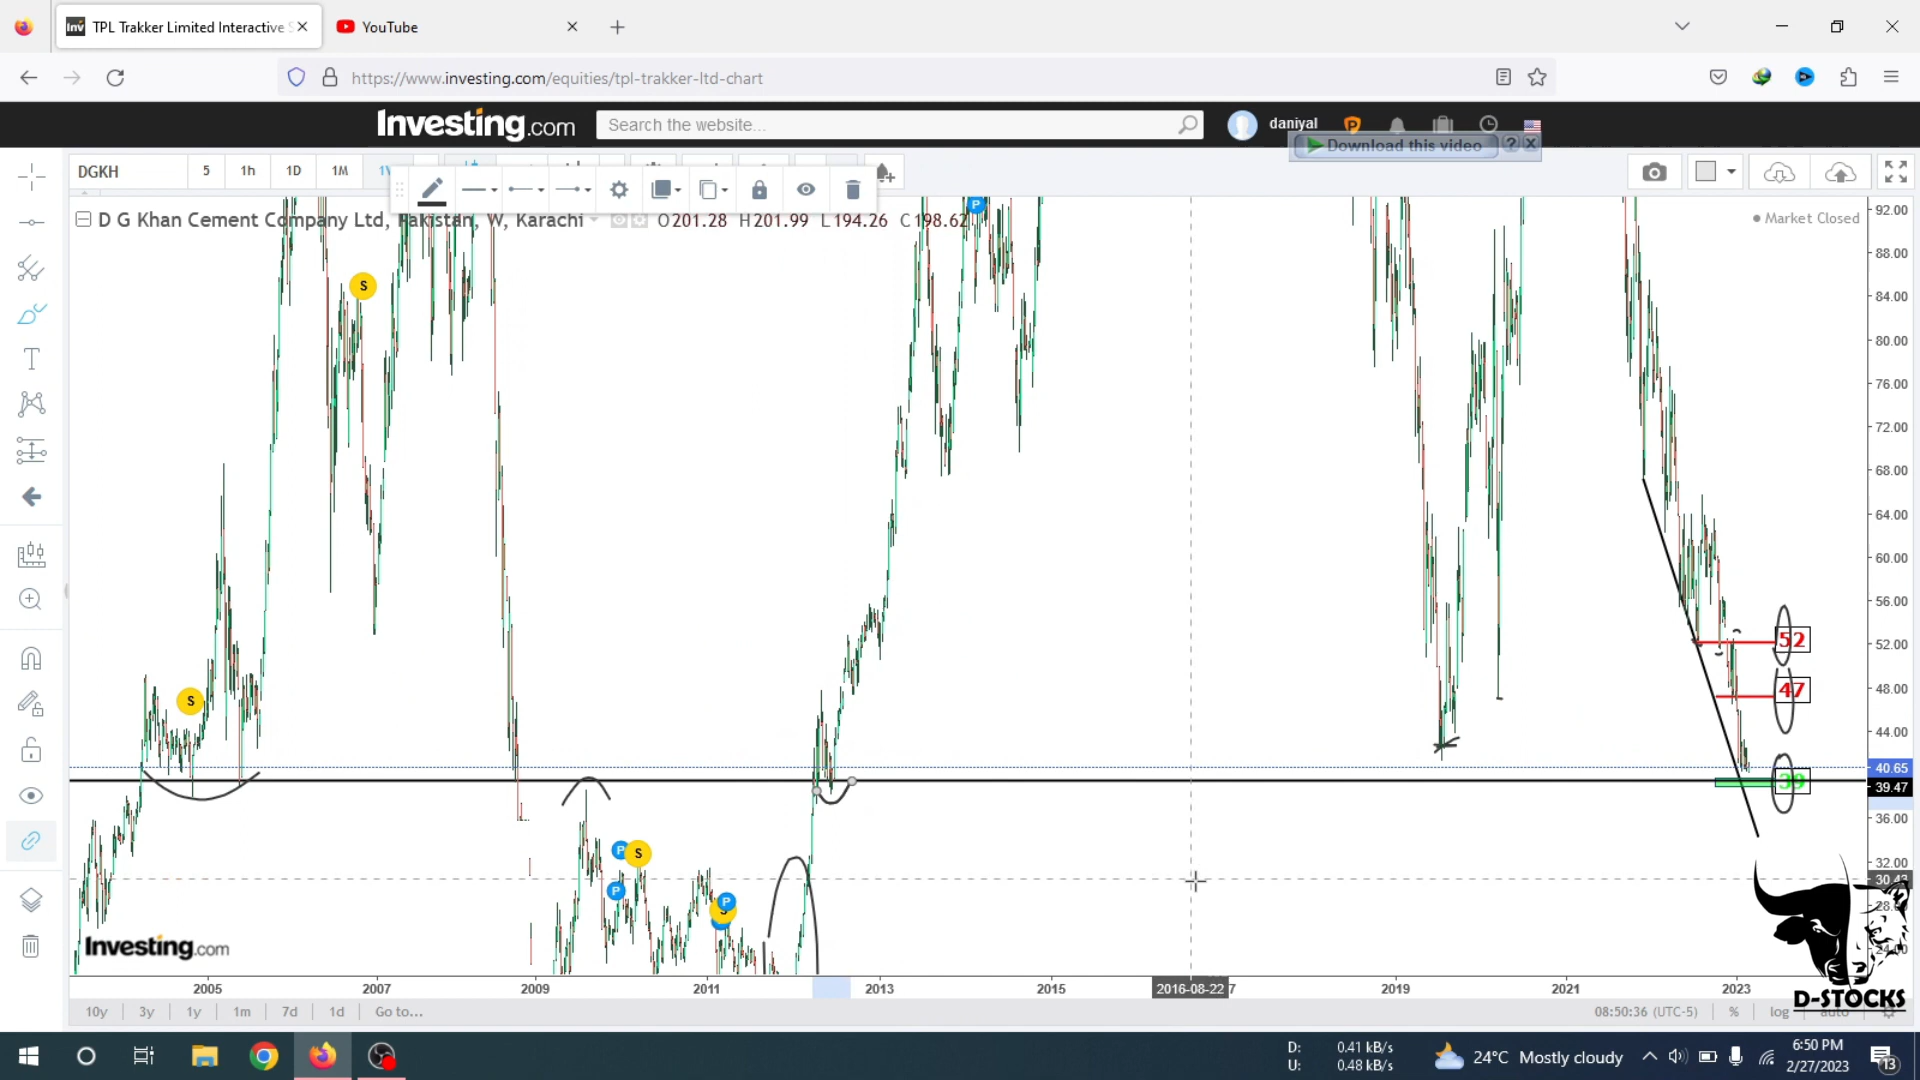 TPL Trakker Limited Interactive S
YouTube
https://www.investing.com/equities/tpl-trakker-ltd-chart
Investing.com
Search the website...
daniyal
Download this video
DGKH
5
1h
1D
1M
D G Khan Cement Company Ltd, Pakistan, W, Karachi
O201.28 H201.99 L194.26 C198.62
Market Closed
92.00
88.00
84.00
80.00
76.00
72.00
68.00
64.00
60.00
56.00
52.00
48.00
44.00
40.65
39.47
36.00
32.00
30.43
S
S
S
P
P
P
P
52
47
39
Investing.com
D-STOCKS
2005
2007
2009
2011
2013
2015
2016-08-22
2019
2021
2023
10y
3y
1y
1m
7d
1d
Go to...
08:50:36 (UTC-5)
%
log
auto
D: 0.41 kB/s
U: 0.48 kB/s
24°C Mostly cloudy
6:50 PM
2/27/2023
13